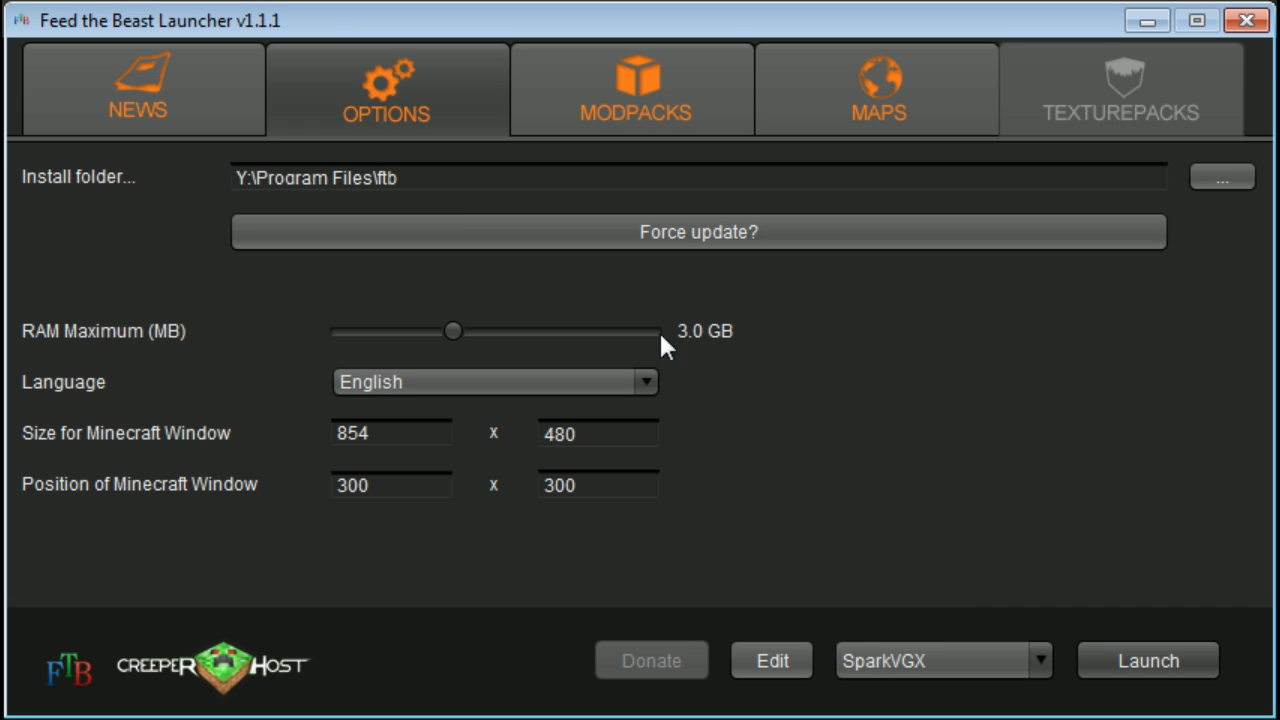 FTB Feed the Beast Launcher v1.1.1
NEWS
OPTIONS
MODPACKS
MAPS
TEXTUREPACKS
Install folder... Y:\Program Files\ftb ...
Force update?
RAM Maximum (MB) 3.0 GB
Language English
Size for Minecraft Window 854 x 480
Position of Minecraft Window 300 x 300
FTB CREEPER HOST Donate Edit SparkVGX Launch